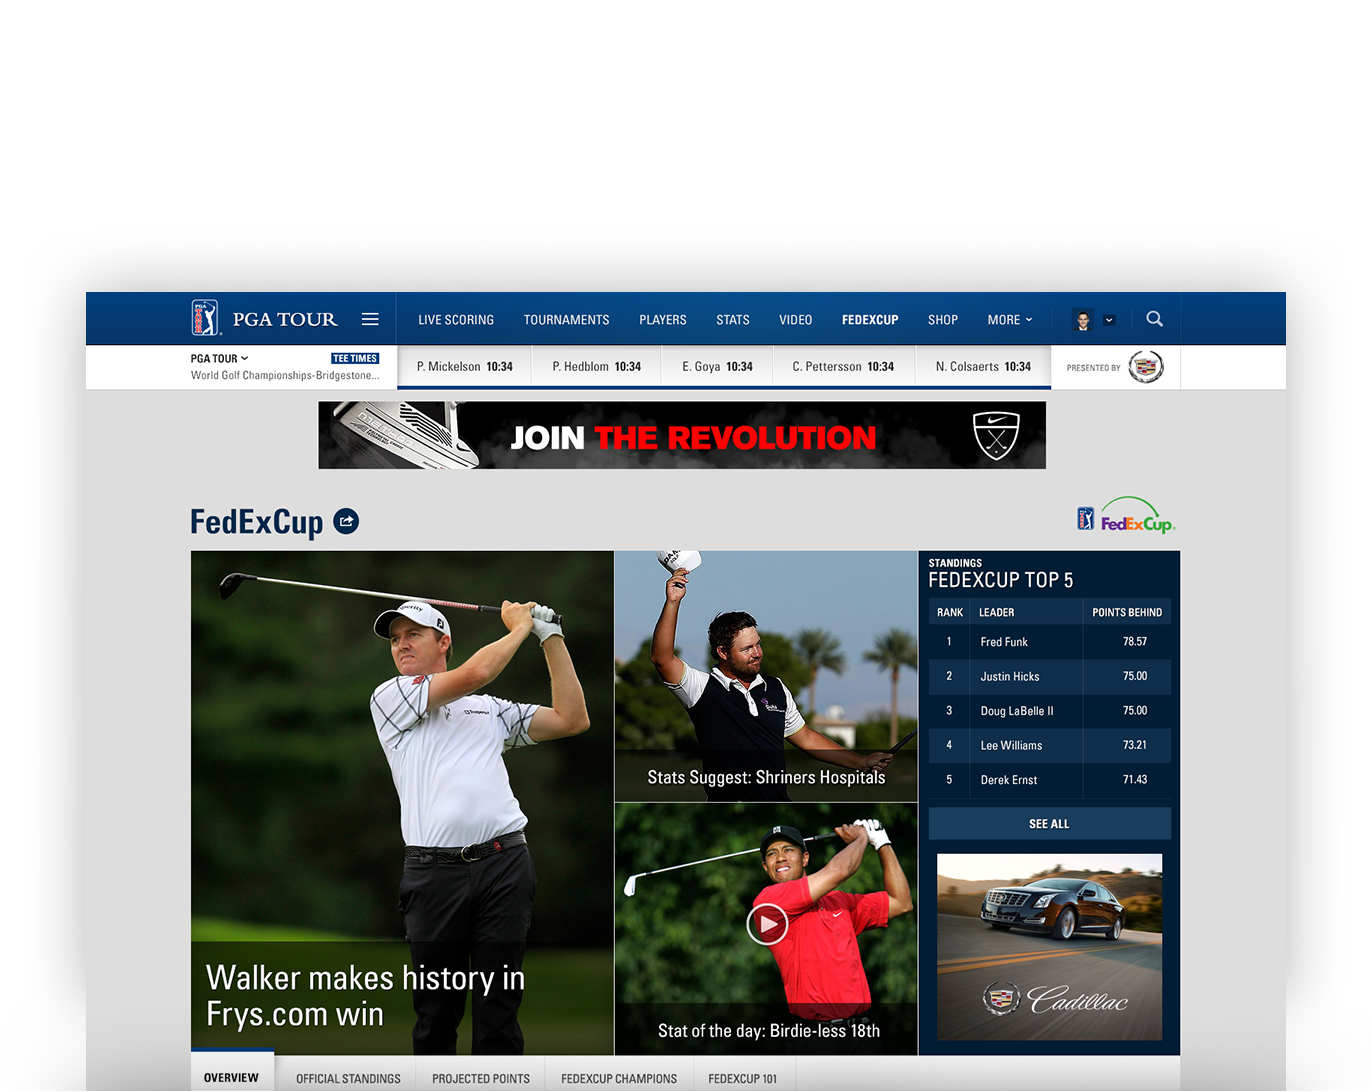 PGA TOUR
LIVE SCORING
TOURNAMENTS
PLAYERS
STATS
VIDEO
FEDEXCUP
SHOP
MORE
PGA TOUR
TEE TIMES
World Golf Championships-Bridgestone...
P. Mickelson 10:34
P. Hedblom 10:34
E. Goya 10:34
C. Pettersson 10:34
N. Colsaerts 10:34
PRESENTED BY
JOIN THE REVOLUTION
FedExCup
FedExCup
Walker makes history in
Frys.com win
Stats Suggest: Shriners Hospitals
Stat of the day: Birdie-less 18th
STANDINGS
FEDEXCUP TOP 5
RANK LEADER POINTS BEHIND
1 Fred Funk 78.57
2 Justin Hicks 75.00
3 Doug LaBelle II 75.00
4 Lee Williams 73.21
5 Derek Ernst 71.43
SEE ALL
Cadillac
OVERVIEW
OFFICIAL STANDINGS
PROJECTED POINTS
FEDEXCUP CHAMPIONS
FEDEXCUP 101